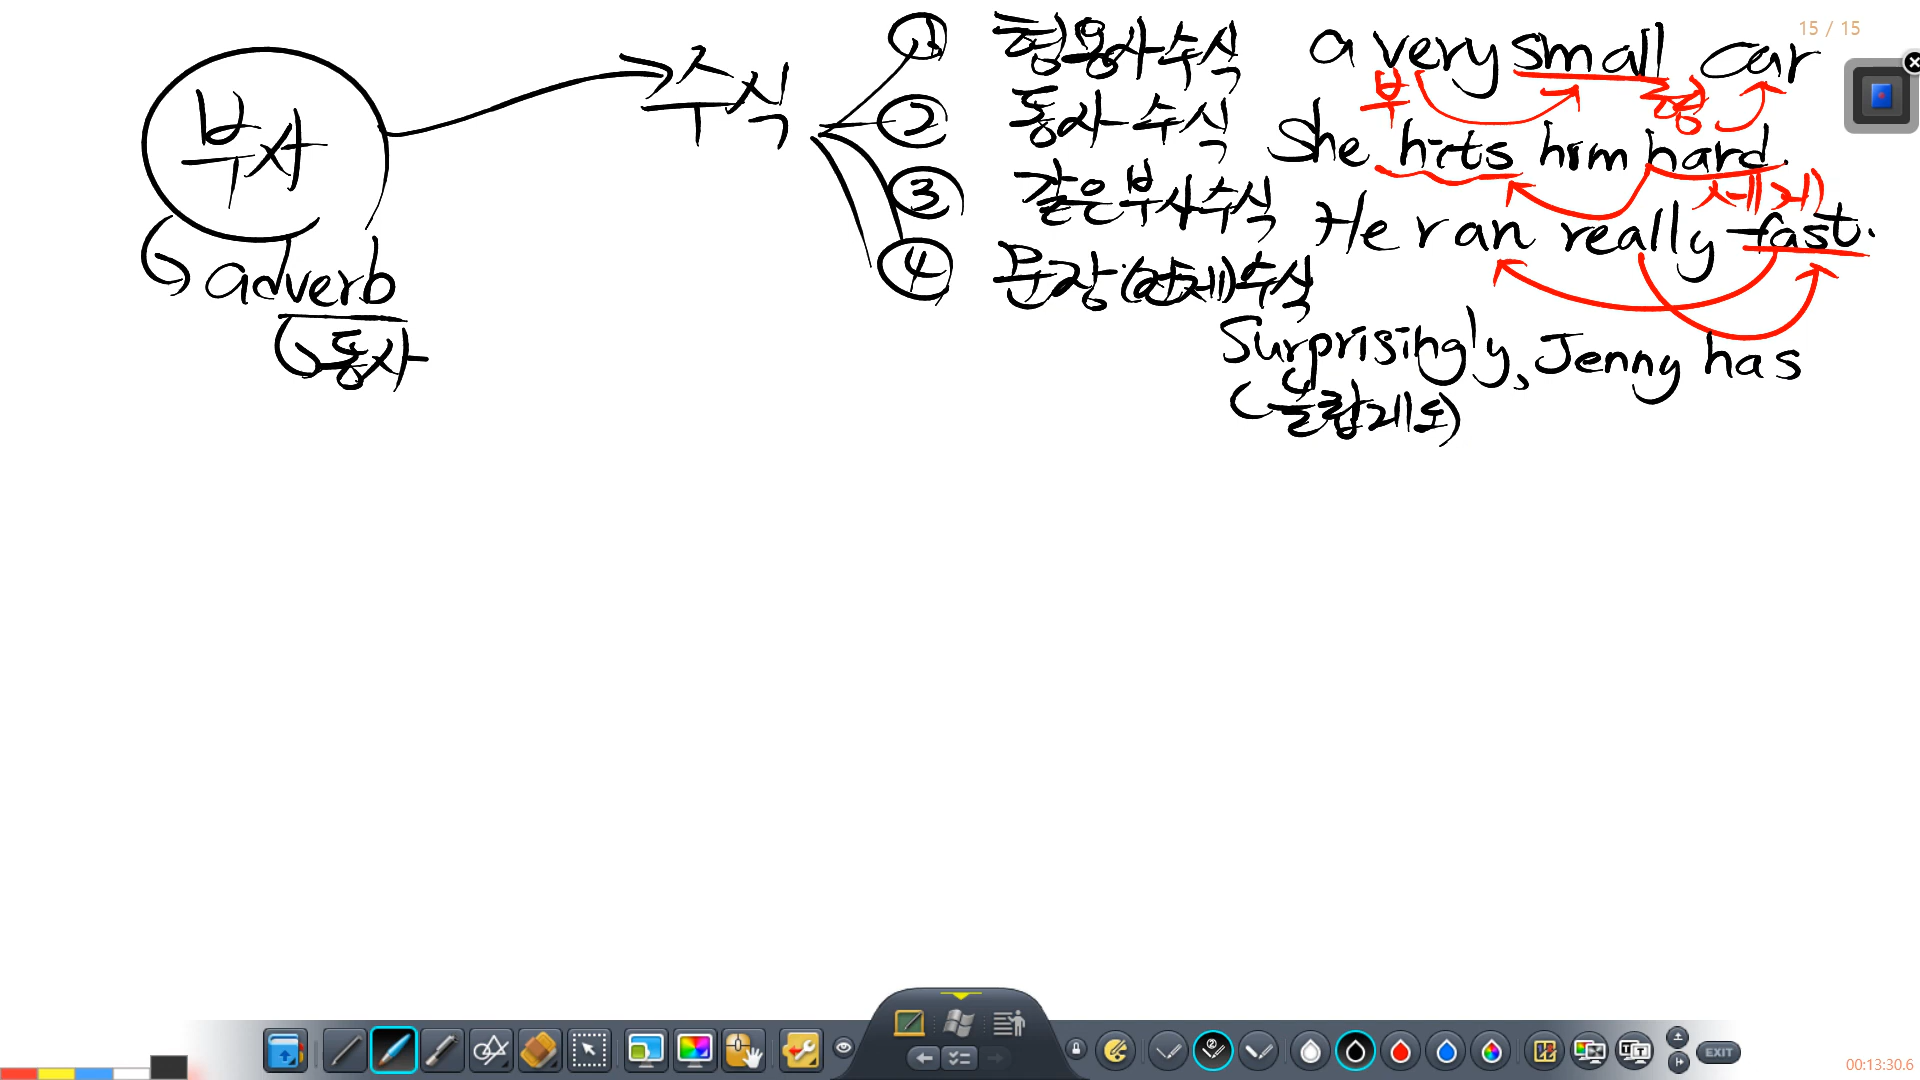 15 / 15
부사
adverb
동사
수식
① 형용사수식 a very small car
부 형
② 동사 수식 She hits him hard.
세게
③ 같은부사수식 He ran really fast.
④ 문장(전체)수식
Surprisingly, Jenny has
(놀랍게도)
EXIT
00:13:30.6